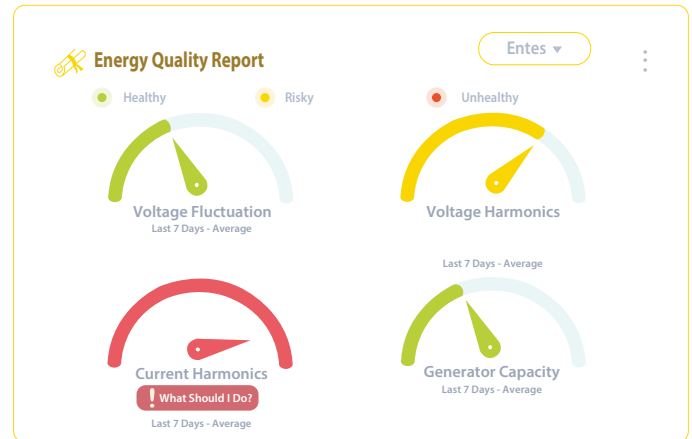 Entes
Energy Quality Report
Healthy
Risky
Unhealthy
Voltage Fluctuation
Last 7 Days - Average
Voltage Harmonics
Last 7 Days - Average
Current Harmonics
! What Should I Do?
Last 7 Days - Average
Generator Capacity
Last 7 Days - Average